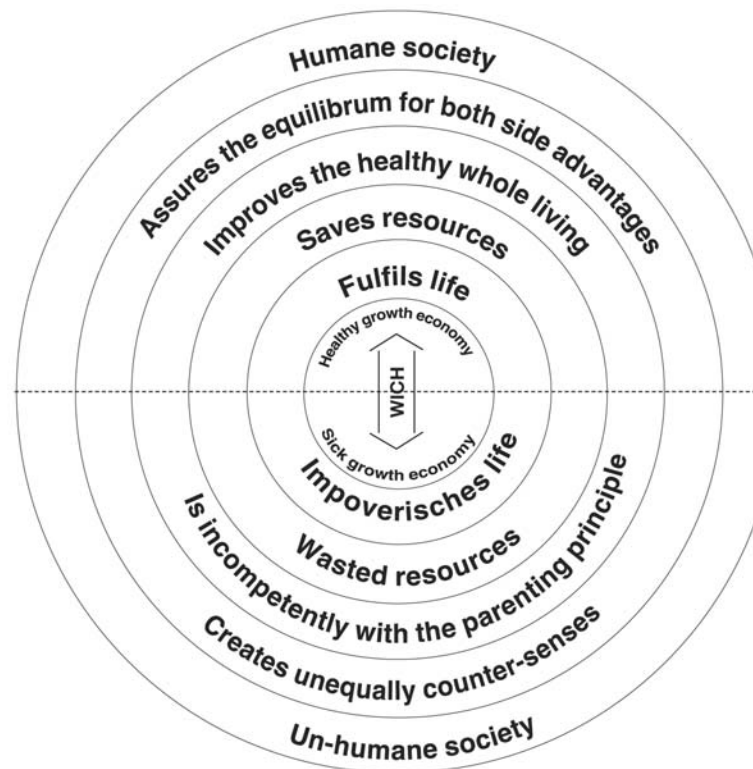 Humane society
Assures the equilibrum for both side advantages
Improves the healthy whole living
Saves resources
Fulfils life
Healthy growth economy
WICH
Sick growth economy
Impoverisches life
Wasted resources
Is incompetently with the parenting principle
Creates unequally counter-senses
Un-humane society